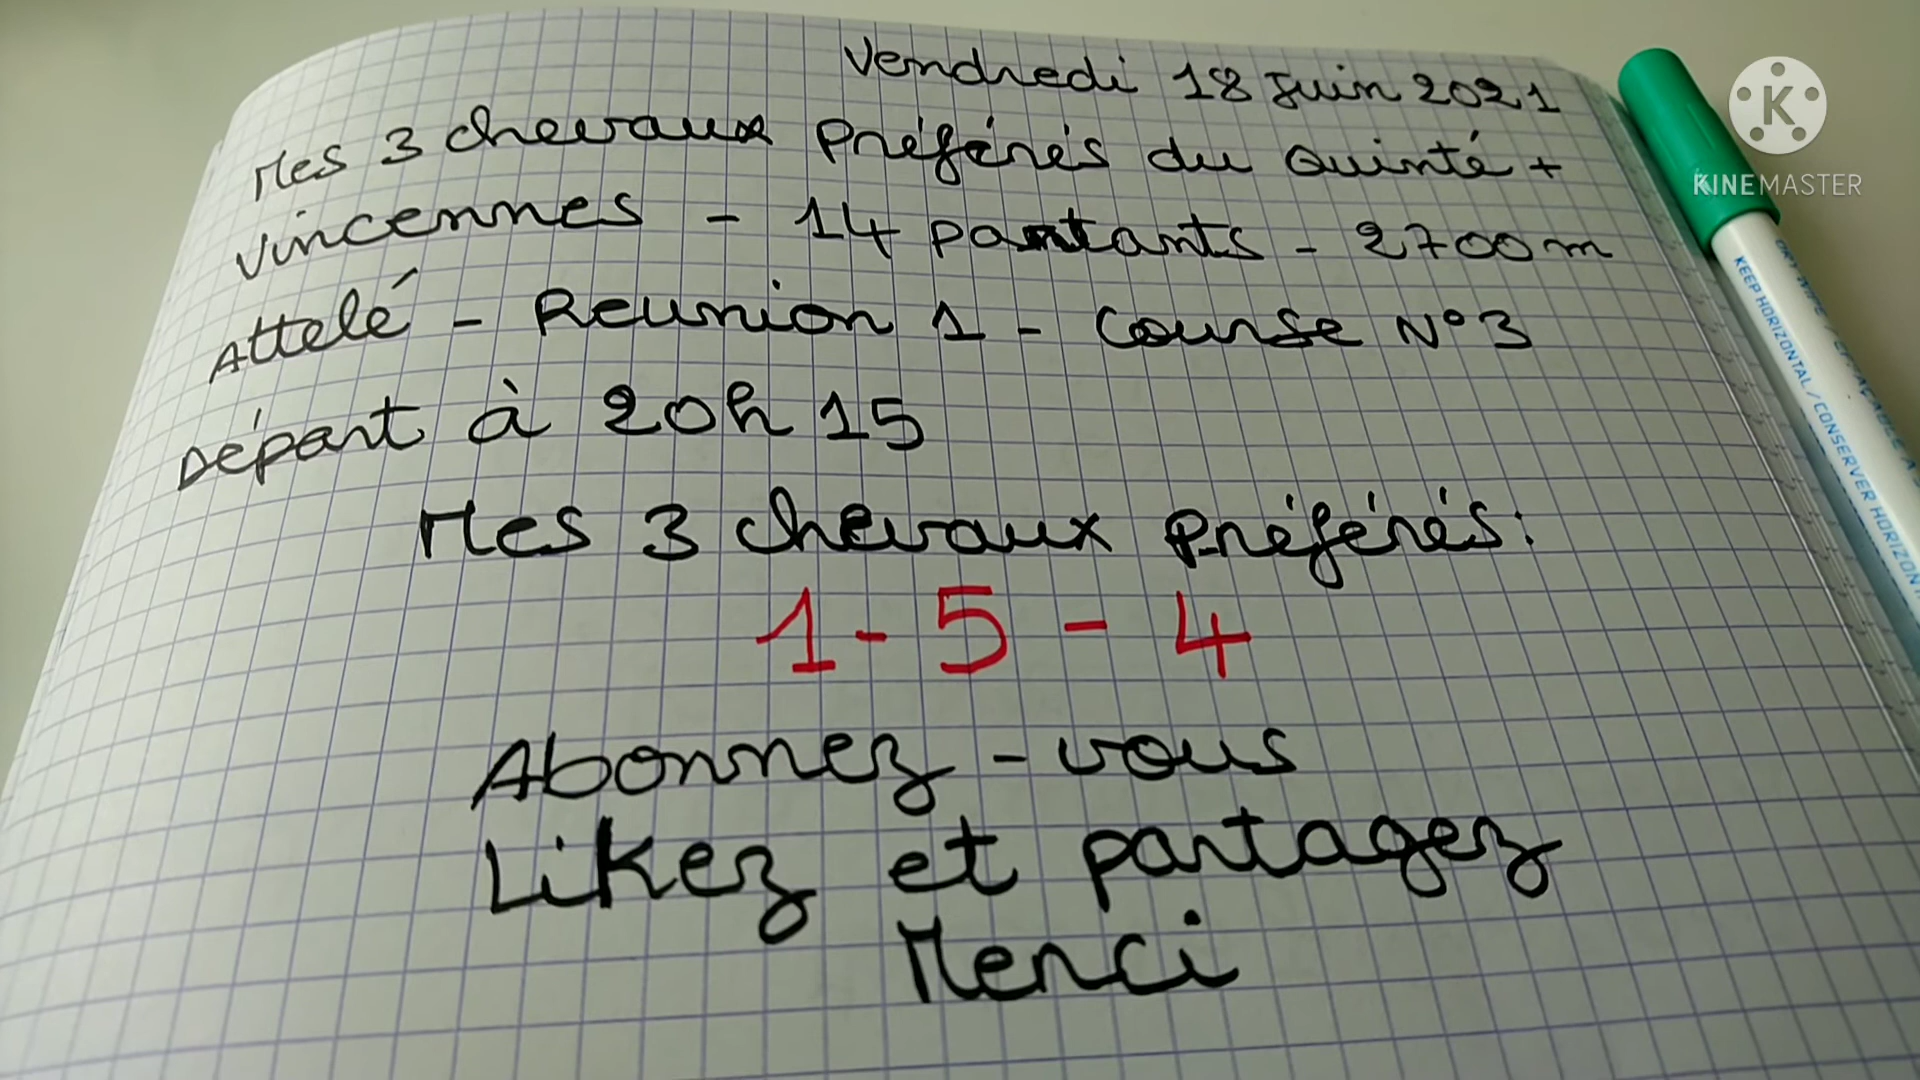 Vendredi 18 Juin 2021
Mes 3 chevaux Préférés du Quinté +
Vincennes - 14 partants - 2700m
Attelé - Reunion 1 - Course N°3
Départ à 20h15
Mes 3 chevaux Préférés:
1 - 5 - 4
Abonnez-vous
Likez et partagez
Merci
KINEMASTER
KEEP HORIZONTAL / CONSERVER HORIZON